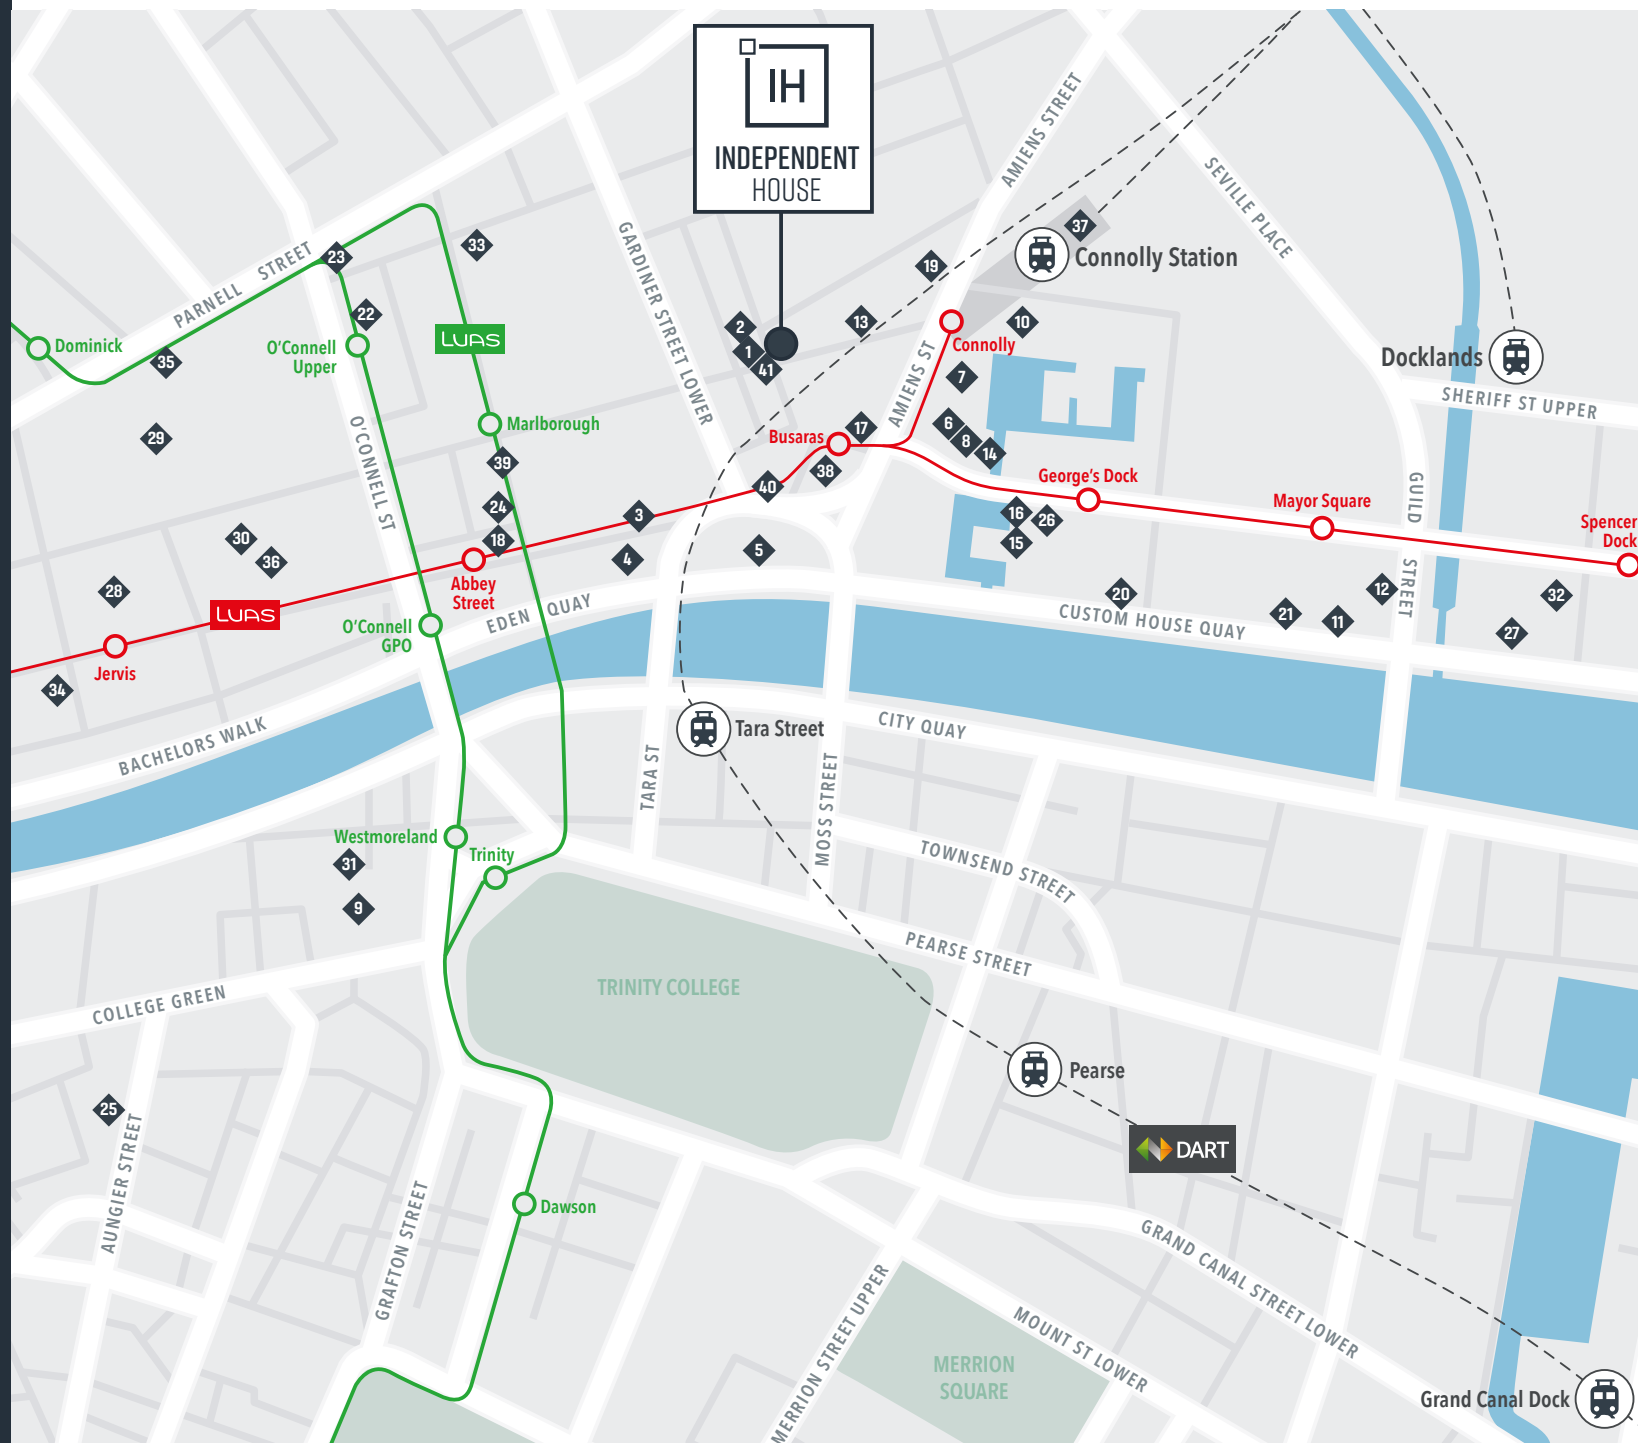 IH
INDEPENDENT
HOUSE
AMIENS STREET
SEVILLE PLACE
37
Connolly Station
GARDINER STREET LOWER
33
19
23
PARNELL STREET
22
O'Connell
Upper
LUAS
Dominick
35
2
1
41
13
10
Connolly
7
Docklands
SHERIFF ST UPPER
AMIENS ST
29
O'CONNELL ST
Marlborough
39
17
Busaras
38
6
8
14
40
George's Dock
Mayor Square
GUILD STREET
Spencer
Dock
24
18
3
4
5
16
26
15
30
36
28
Abbey
Street
LUAS
O'Connell
GPO
EDEN QUAY
20
CUSTOM HOUSE QUAY
21
11
12
32
27
Jervis
34
BACHELORS WALK
Tara Street
CITY QUAY
TARA ST
MOSS STREET
Westmoreland
Trinity
31
9
TOWNSEND STREET
PEARSE STREET
TRINITY COLLEGE
COLLEGE GREEN
Pearse
25
DART
AUNGIER STREET
GRAFTON STREET
Dawson
GRAND CANAL STREET LOWER
MERRION STREET UPPER
MOUNT ST LOWER
MERRION
SQUARE
Grand Canal Dock